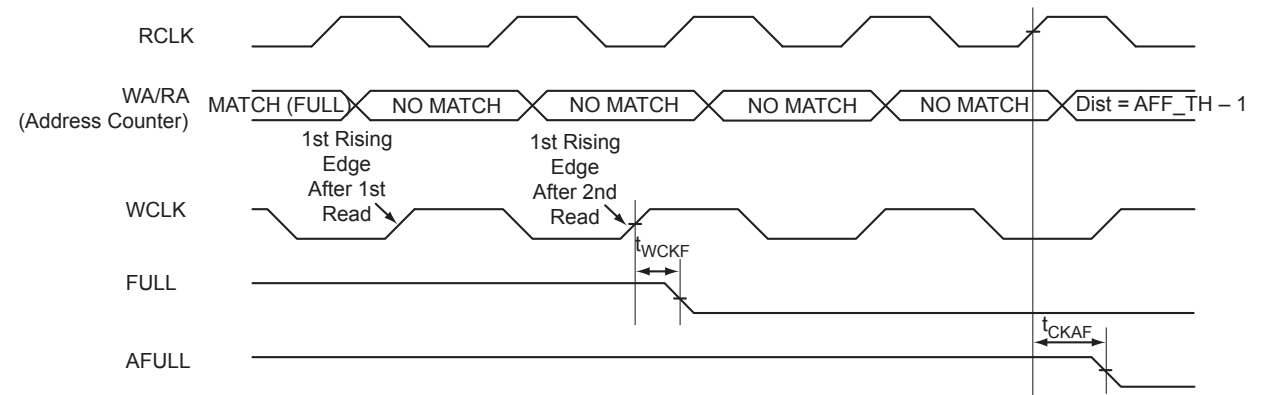 RCLK
WA/RA
(Address Counter)
MATCH (FULL)
NO MATCH
NO MATCH
NO MATCH
NO MATCH
Dist = AFF_TH – 1
1st Rising
Edge
After 1st
Read
1st Rising
Edge
After 2nd
Read
WCLK
tWCKF
FULL
tCKAF
AFULL